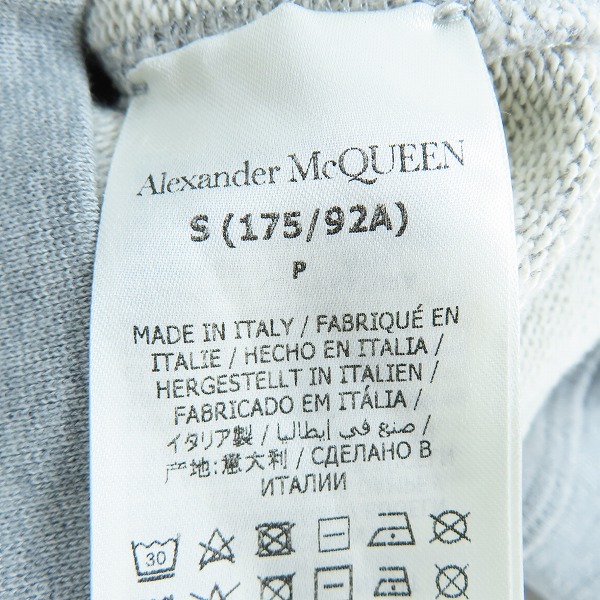 Alexander McQUEEN
S (175/92A)
P
MADE IN ITALY / FABRIQUÉ EN
ITALIE / HECHO EN ITALIA /
HERGESTELLT IN ITALIEN /
FABRICADO EM ITÁLIA /
イタリア製 / صنع في إيطاليا /
产地:意大利 / СДЕЛАНО В
ИТАЛИИ
30